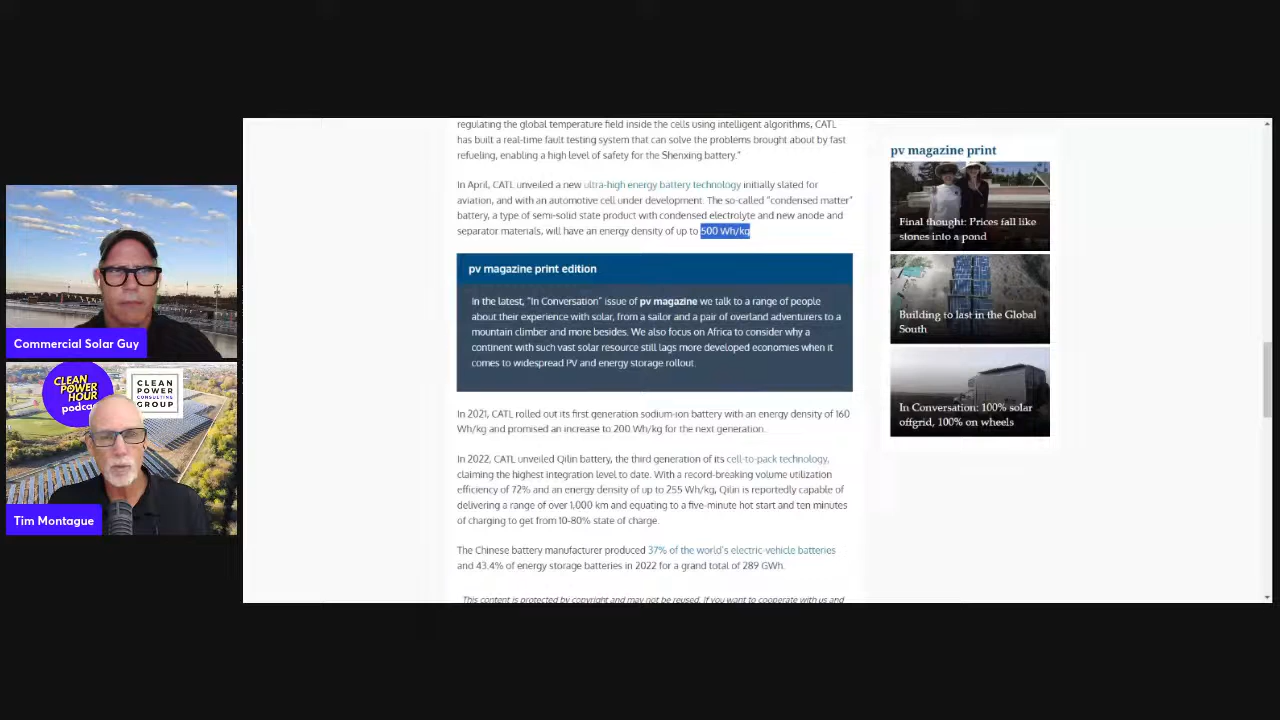 Commercial Solar Guy
CLEAN
POWER
HOUR
podcast
CLEAN
POWER
CONSULTING
GROUP
Tim Montague
regulating the global temperature field inside the cells using intelligent algorithms, CATL
has built a real-time fault testing system that can solve the problems brought about by fast
refueling, enabling a high level of safety for the Shenxing battery."
In April, CATL unveiled a new ultra-high energy battery technology initially slated for
aviation, and with an automotive cell under development. The so-called "condensed matter"
battery, a type of semi-solid state product with condensed electrolyte and new anode and
separator materials, will have an energy density of up to 500 Wh/kg
pv magazine print edition
In the latest, "In Conversation" issue of pv magazine we talk to a range of people
about their experience with solar, from a sailor and a pair of overland adventurers to a
mountain climber and more besides. We also focus on Africa to consider why a
continent with such vast solar resource still lags more developed economies when it
comes to widespread PV and energy storage rollout.
In 2021, CATL rolled out its first generation sodium-ion battery with an energy density of 160
Wh/kg and promised an increase to 200 Wh/kg for the next generation.
In 2022, CATL unveiled Qilin battery, the third generation of its cell-to-pack technology,
claiming the highest integration level to date. With a record-breaking volume utilization
efficiency of 72% and an energy density of up to 255 Wh/kg, Qilin is reportedly capable of
delivering a range of over 1,000 km and equating to a five-minute hot start and ten minutes
of charging to get from 10-80% state of charge.
The Chinese battery manufacturer produced 37% of the world's electric-vehicle batteries
and 43.4% of energy storage batteries in 2022 for a grand total of 289 GWh.
This content is protected by copyright and may not be reused. If you want to cooperate with us and
pv magazine print
Final thought: Prices fall like
stones into a pond
Building to last in the Global
South
In Conversation: 100% solar
offgrid, 100% on wheels